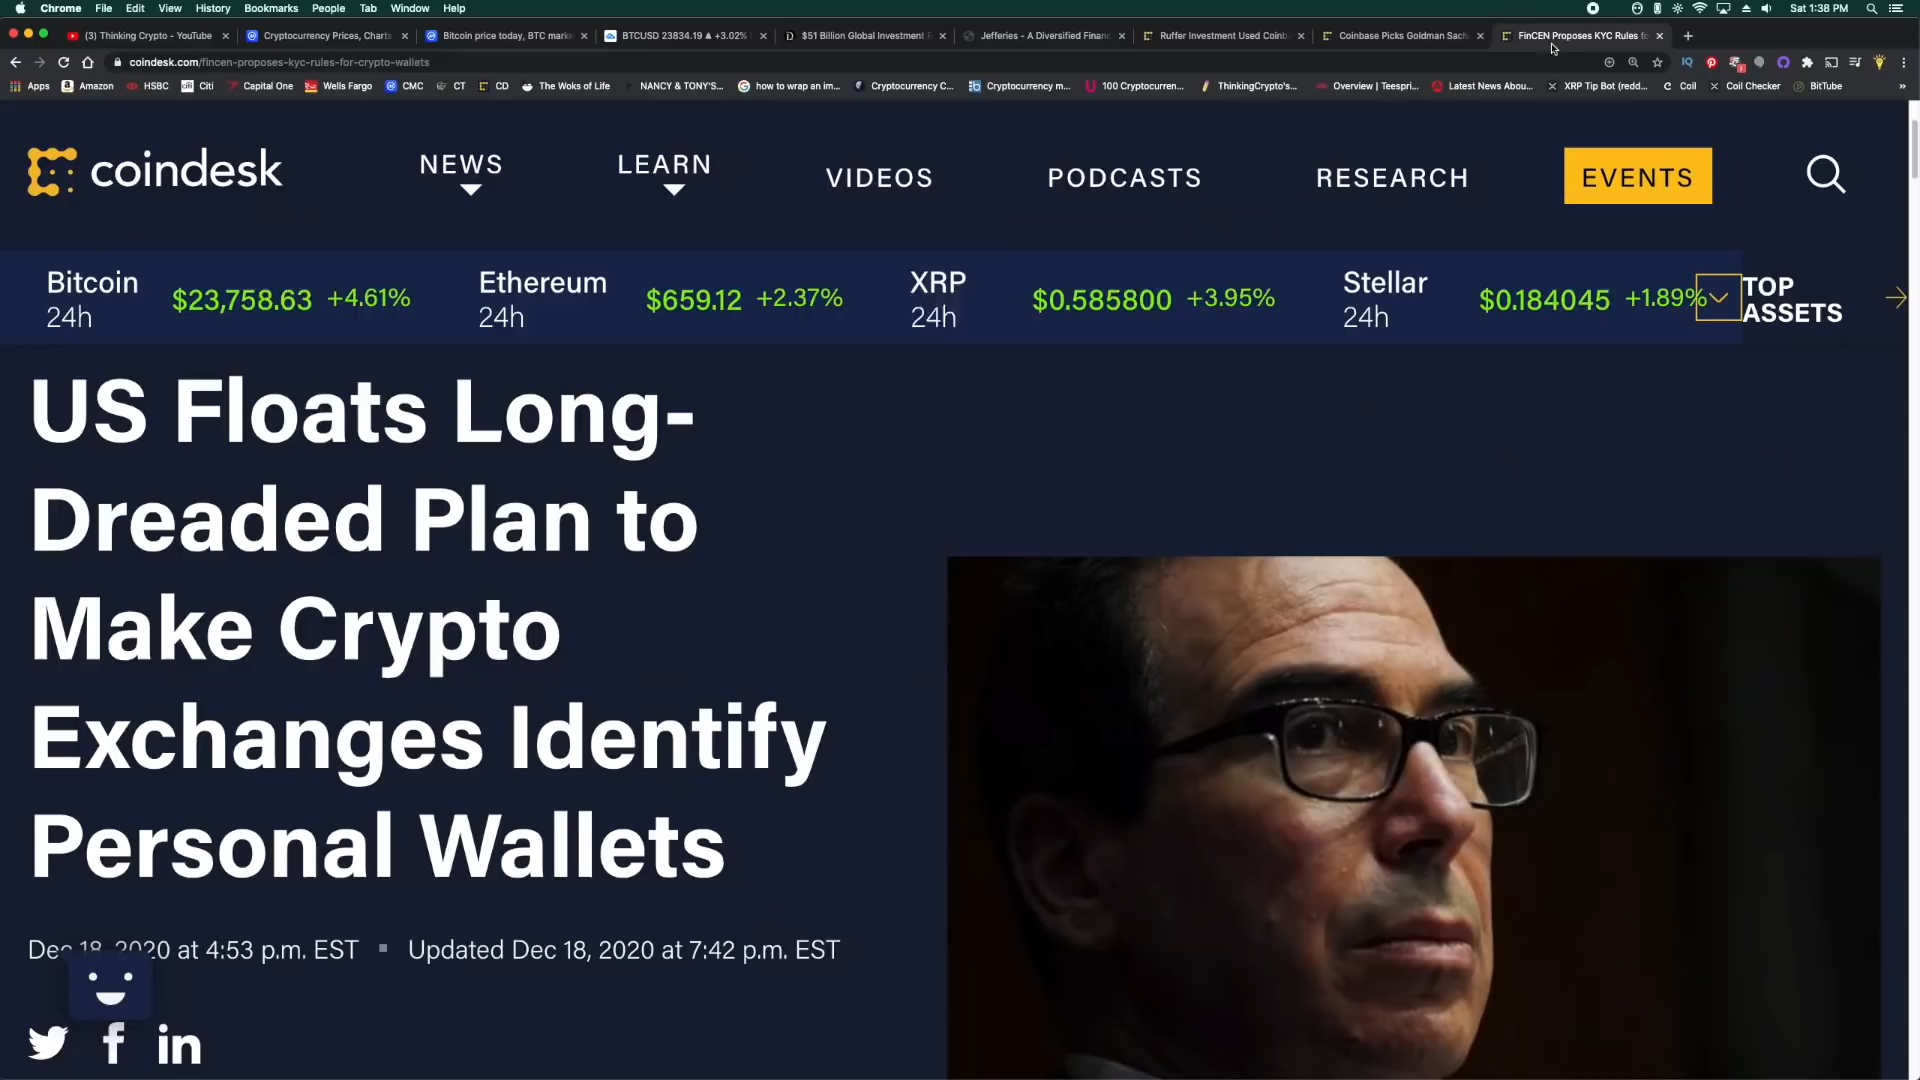 Chrome File Edit View History Bookmarks People Tab Window Help Sat 1:38 PM
(3) Thinking Crypto - YouTube Cryptocurrency Prices, Charts Bitcoin price today, BTC mark BTCUSD 23834.19 ▲ +3.02% $51 Billion Global Investment F Jefferies - A Diversified Financ Ruffer Investment Used Coinb Coinbase Picks Goldman Sach FinCEN Proposes KYC Rules fo
coindesk.com/fincen-proposes-kyc-rules-for-crypto-wallets
Apps Amazon HSBC Citi Capital One Wells Fargo CMC CT CD The Woks of Life NANCY & TONY'S... how to wrap an im... Cryptocurrency C... Cryptocurrency m... 100 Cryptocurren... ThinkingCrypto's... Overview | Teespri... Latest News Abou... XRP Tip Bot (redd... Coil Coil Checker BitTube »
coindesk NEWS LEARN VIDEOS PODCASTS RESEARCH EVENTS
Bitcoin 24h $23,758.63 +4.61% Ethereum 24h $659.12 +2.37% XRP 24h $0.585800 +3.95% Stellar 24h $0.184045 +1.89% TOP ASSETS
US Floats Long-
Dreaded Plan to
Make Crypto
Exchanges Identify
Personal Wallets
Dec 18, 2020 at 4:53 p.m. EST Updated Dec 18, 2020 at 7:42 p.m. EST